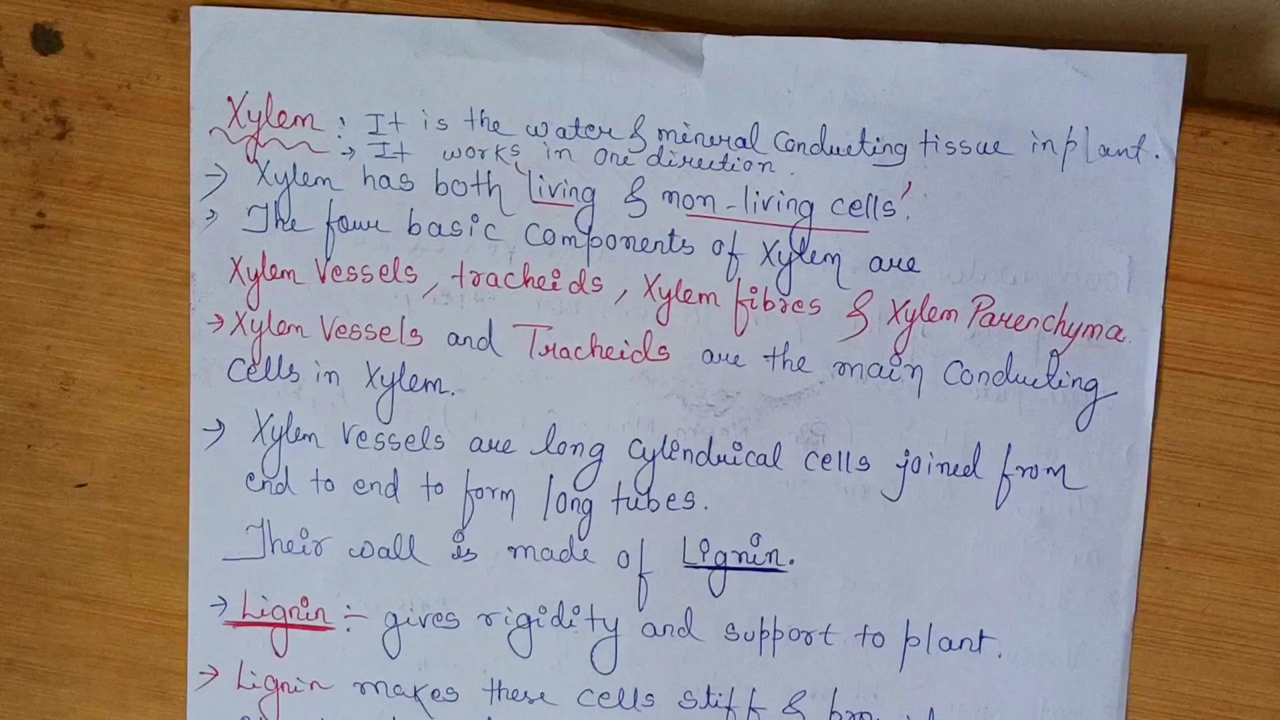 Xylem : It is the water & mineral conducting tissue in plant.
→ It works in one direction.
→ Xylem has both 'living & non-living cells'.
→ The four basic components of Xylem are
Xylem Vessels, tracheids, Xylem fibres & Xylem Parenchyma.
→ Xylem Vessels and Tracheids are the main conducting
cells in Xylem.
→ Xylem vessels are long cylendrical cells joined from
end to end to form long tubes.
Their wall is made of Lignin.
→ Lignin :- gives rigidity and support to plant.
→ Lignin makes these cells stiff &